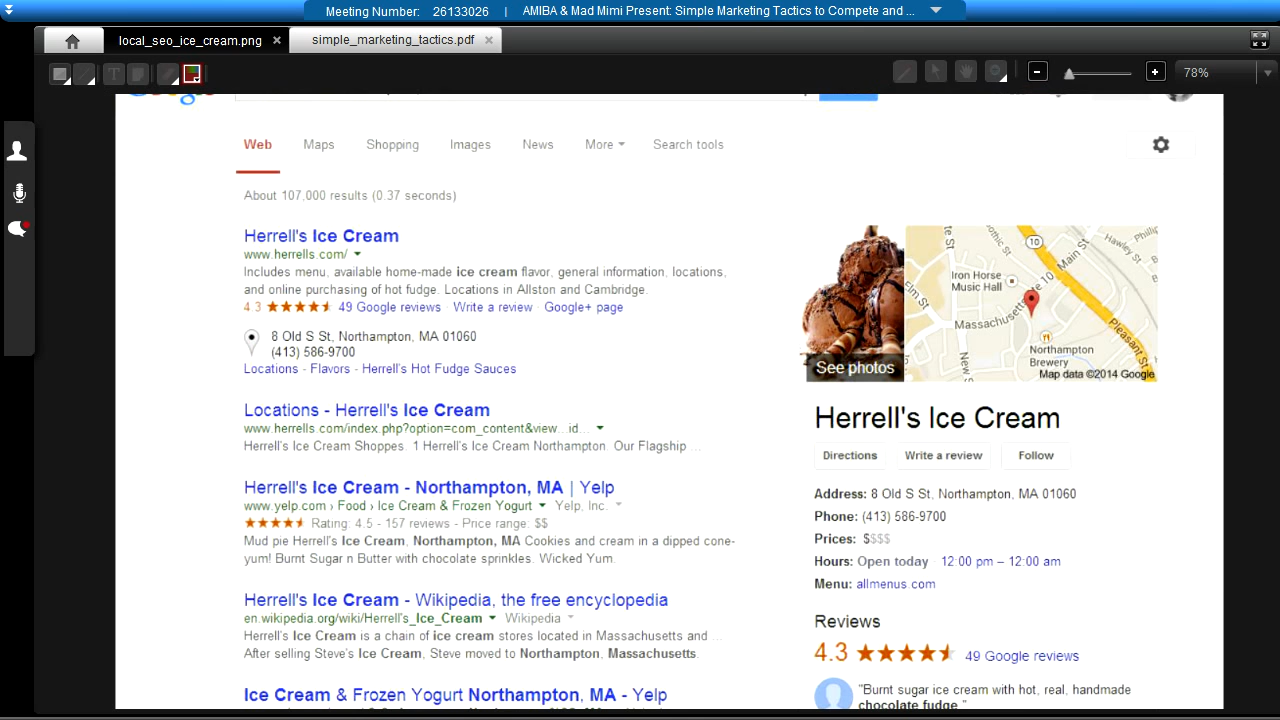 Meeting Number: 26133026 | AMIBA & Mad Mimi Present: Simple Marketing Tactics to Compete and ...
local_seo_ice_cream.png
simple_marketing_tactics.pdf
78%
Web Maps Shopping Images News More Search tools
About 107,000 results (0.37 seconds)
Herrell's Ice Cream
www.herrells.com/
Includes menu, available home-made ice cream flavor, general information, locations,
and online purchasing of hot fudge. Locations in Allston and Cambridge.
4.3 49 Google reviews · Write a review · Google+ page
8 Old S St, Northampton, MA 01060
(413) 586-9700
Locations - Flavors - Herrell's Hot Fudge Sauces
Locations - Herrell's Ice Cream
www.herrells.com/index.php?option=com_content&view...id...
Herrell's Ice Cream Shoppes. 1 Herrell's Ice Cream Northampton. Our Flagship ...
Herrell's Ice Cream - Northampton, MA | Yelp
www.yelp.com › Food › Ice Cream & Frozen Yogurt Yelp, Inc.
Rating: 4.5 - 157 reviews - Price range: $$
Mud pie Herrell's Ice Cream, Northampton, MA Cookies and cream in a dipped cone-
yum! Burnt Sugar n Butter with chocolate sprinkles. Wicked Yum.
Herrell's Ice Cream - Wikipedia, the free encyclopedia
en.wikipedia.org/wiki/Herrell's_Ice_Cream Wikipedia
Herrell's Ice Cream is a chain of ice cream stores located in Massachusetts and ...
After selling Steve's Ice Cream, Steve moved to Northampton, Massachusetts.
Ice Cream & Frozen Yogurt Northampton, MA - Yelp
See photos
10
Main St
Hawley St
Iron Horse
Music Hall
Elm St
Massachusetts
10
Pleasant St
New S
Northampton
Brewery
Map data ©2014 Google
Herrell's Ice Cream
Directions Write a review Follow
Address: 8 Old S St, Northampton, MA 01060
Phone: (413) 586-9700
Prices: $$$$
Hours: Open today 12:00 pm – 12:00 am
Menu: allmenus.com
Reviews
4.3 49 Google reviews
"Burnt sugar ice cream with hot, real, handmade
chocolate fudge."